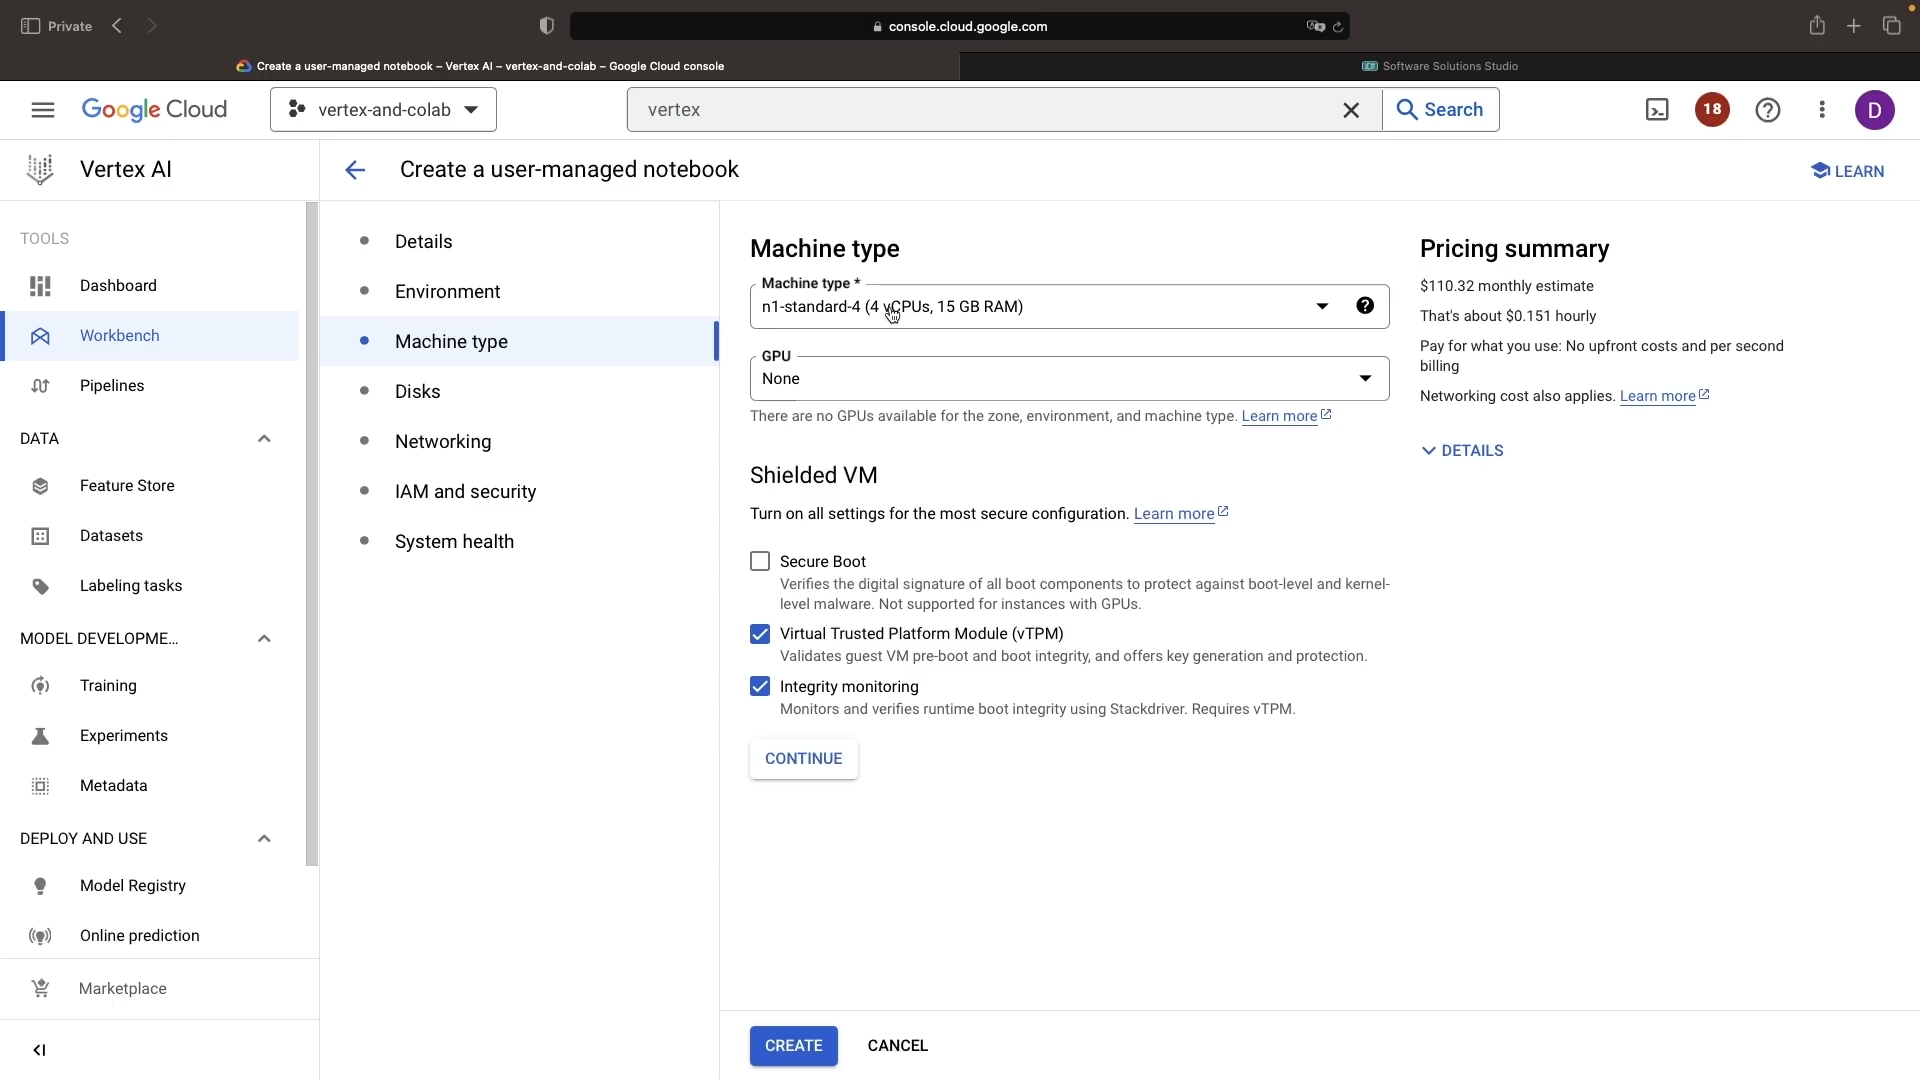 Private
console.cloud.google.com
Create a user-managed notebook – Vertex AI – vertex-and-colab – Google Cloud console
Software Solutions Studio
Google Cloud
vertex-and-colab
vertex
Search
18
D
Vertex AI
Create a user-managed notebook
LEARN
TOOLS
Dashboard
Workbench
Pipelines
DATA
Feature Store
Datasets
Labeling tasks
MODEL DEVELOPME...
Training
Experiments
Metadata
DEPLOY AND USE
Model Registry
Online prediction
Marketplace
Details
Environment
Machine type
Disks
Networking
IAM and security
System health
Machine type
Machine type *
n1-standard-4 (4 vCPUs, 15 GB RAM)
GPU
None
There are no GPUs available for the zone, environment, and machine type. Learn more
Shielded VM
Turn on all settings for the most secure configuration. Learn more
Secure Boot
Verifies the digital signature of all boot components to protect against boot-level and kernel-
level malware. Not supported for instances with GPUs.
Virtual Trusted Platform Module (vTPM)
Validates guest VM pre-boot and boot integrity, and offers key generation and protection.
Integrity monitoring
Monitors and verifies runtime boot integrity using Stackdriver. Requires vTPM.
CONTINUE
CREATE
CANCEL
Pricing summary
$110.32 monthly estimate
That's about $0.151 hourly
Pay for what you use: No upfront costs and per second
billing
Networking cost also applies. Learn more
DETAILS